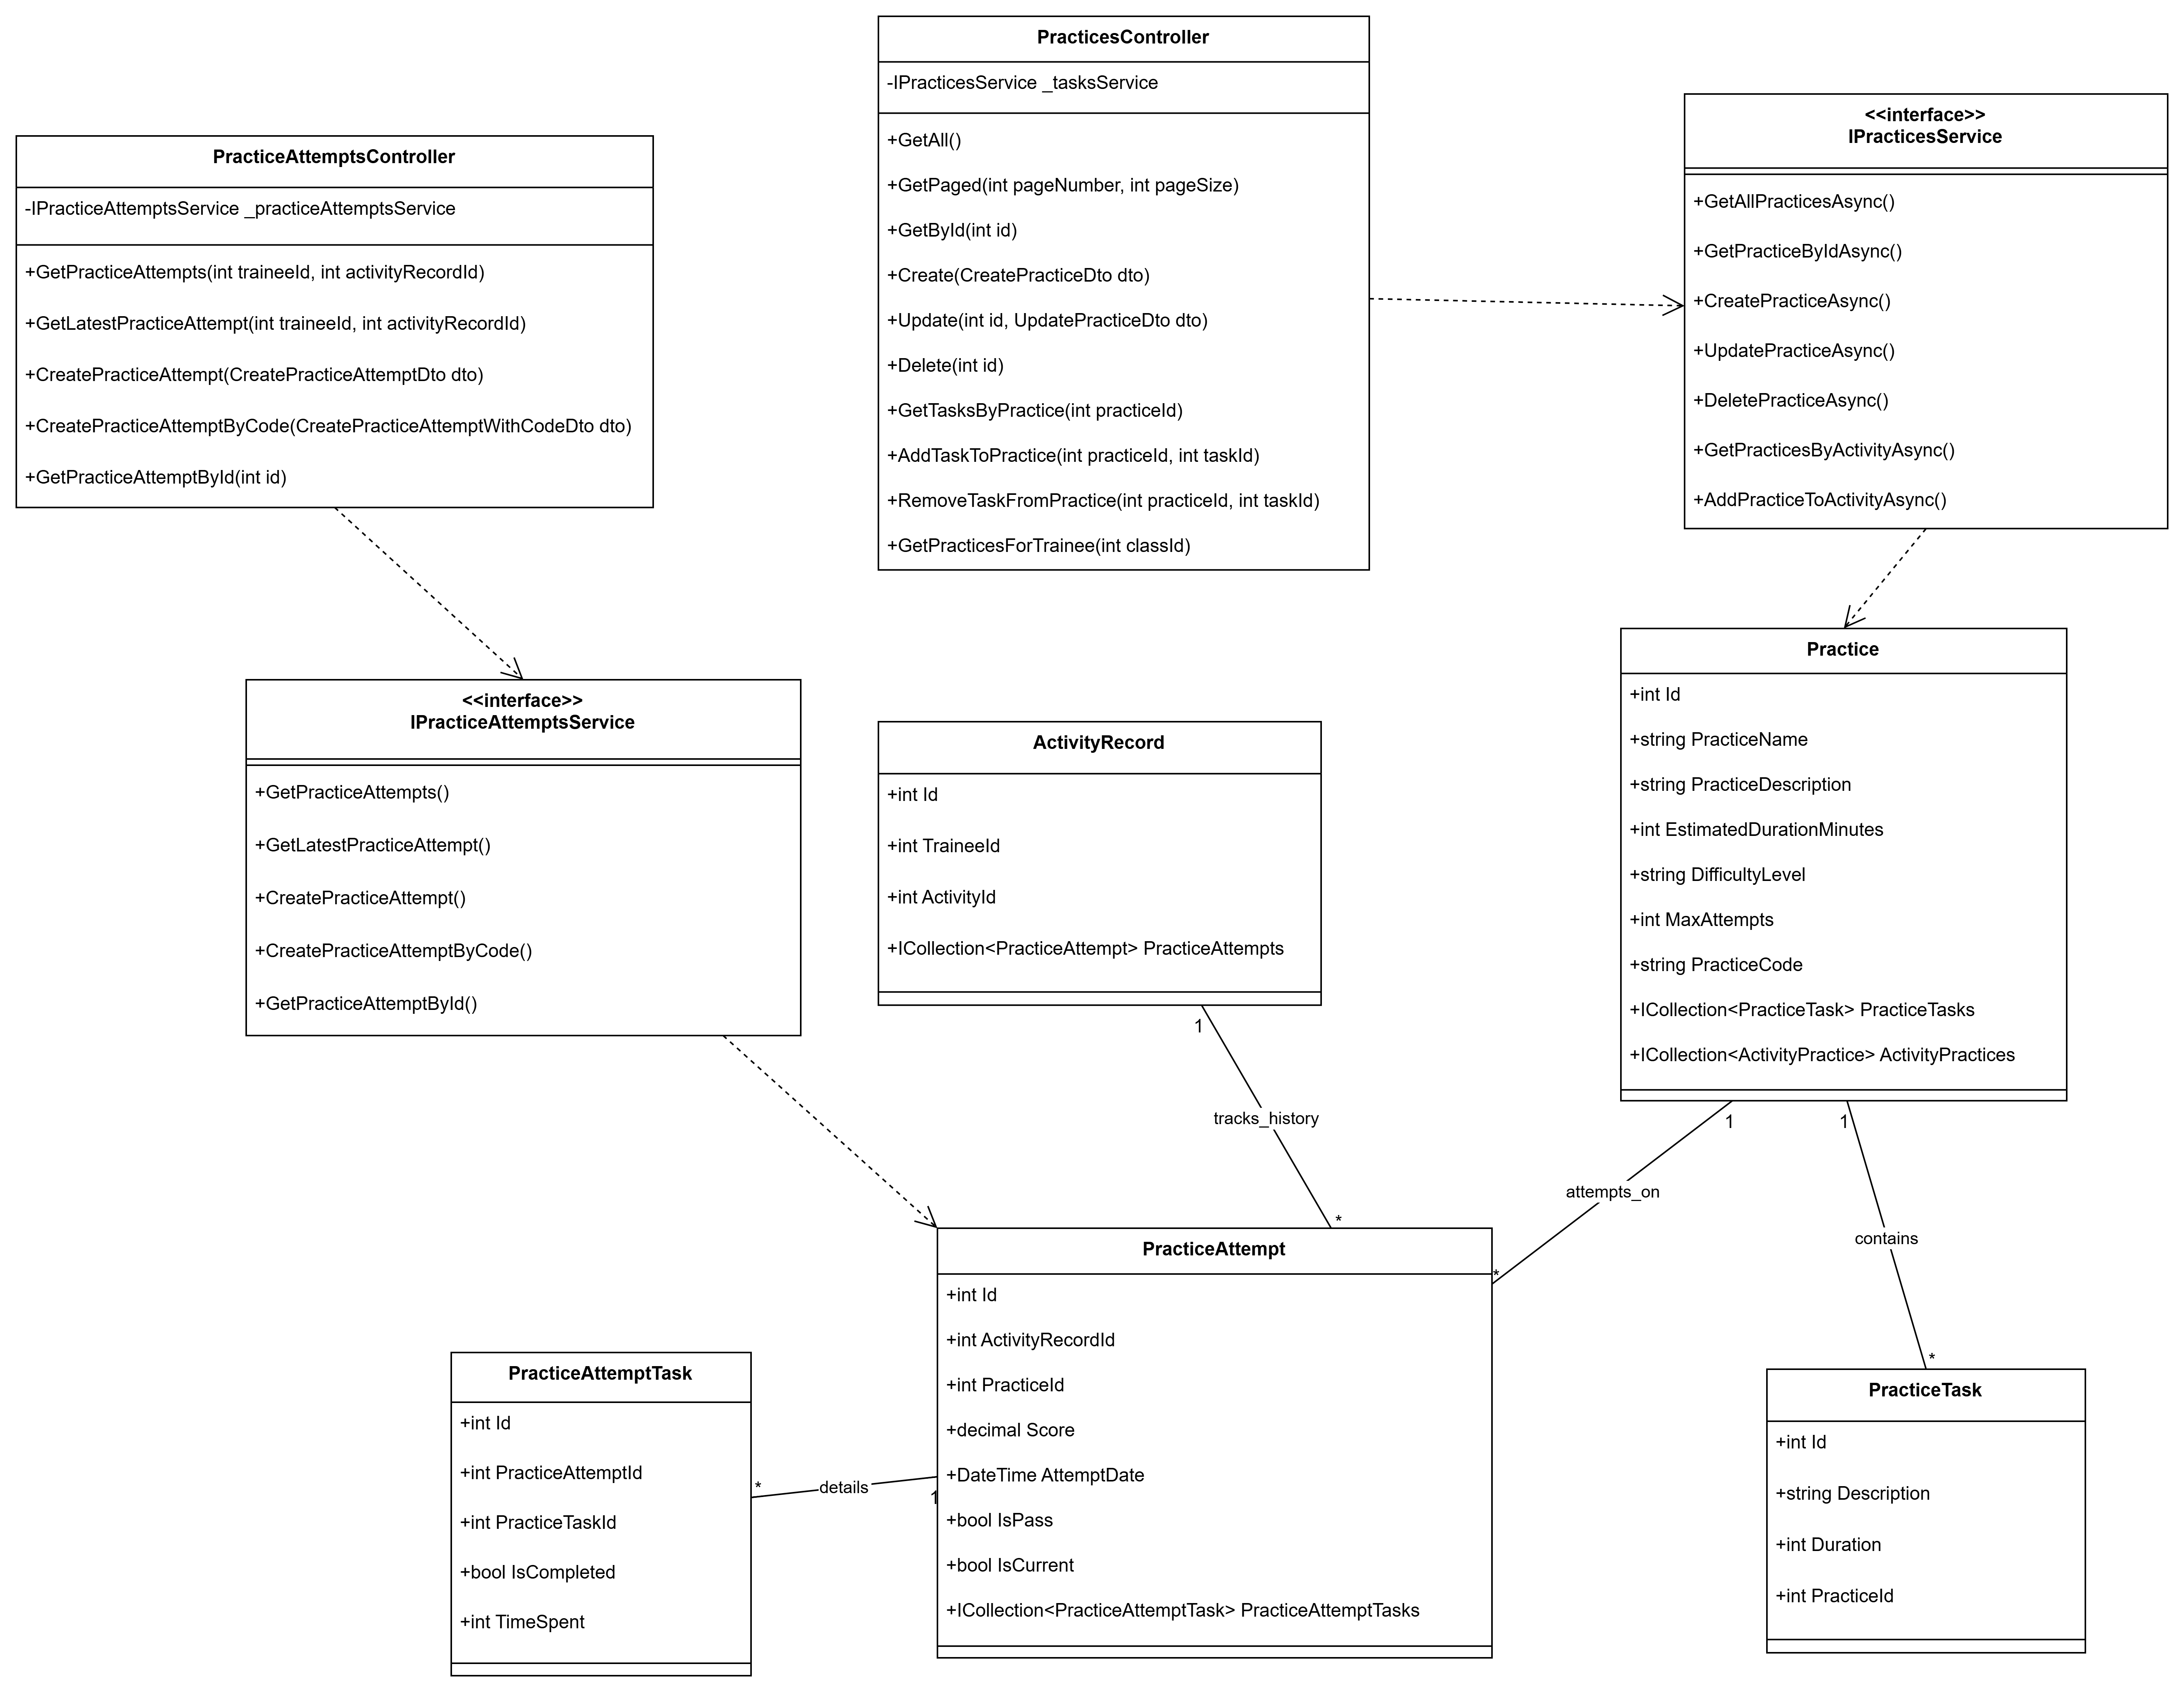 PracticesController
-IPracticesService _tasksService
+GetAll()
+GetPaged(int pageNumber, int pageSize)
+GetById(int id)
+Create(CreatePracticeDto dto)
+Update(int id, UpdatePracticeDto dto)
+Delete(int id)
+GetTasksByPractice(int practiceId)
+AddTaskToPractice(int practiceId, int taskId)
+RemoveTaskFromPractice(int practiceId, int taskId)
+GetPracticesForTrainee(int classId)
<<interface>>
IPracticesService
+GetAllPracticesAsync()
+GetPracticeByIdAsync()
+CreatePracticeAsync()
+UpdatePracticeAsync()
+DeletePracticeAsync()
+GetPracticesByActivityAsync()
+AddPracticeToActivityAsync()
PracticeAttemptsController
-IPracticeAttemptsService _practiceAttemptsService
+GetPracticeAttempts(int traineeId, int activityRecordId)
+GetLatestPracticeAttempt(int traineeId, int activityRecordId)
+CreatePracticeAttempt(CreatePracticeAttemptDto dto)
+CreatePracticeAttemptByCode(CreatePracticeAttemptWithCodeDto dto)
+GetPracticeAttemptById(int id)
<<interface>>
IPracticeAttemptsService
+GetPracticeAttempts()
+GetLatestPracticeAttempt()
+CreatePracticeAttempt()
+CreatePracticeAttemptByCode()
+GetPracticeAttemptById()
ActivityRecord
+int Id
+int TraineeId
+int ActivityId
+ICollection<PracticeAttempt> PracticeAttempts
Practice
+int Id
+string PracticeName
+string PracticeDescription
+int EstimatedDurationMinutes
+string DifficultyLevel
+int MaxAttempts
+string PracticeCode
+ICollection<PracticeTask> PracticeTasks
+ICollection<ActivityPractice> ActivityPractices
1
tracks_history
*
1
attempts_on
*
1
contains
*
PracticeAttempt
+int Id
+int ActivityRecordId
+int PracticeId
+decimal Score
+DateTime AttemptDate
+bool IsPass
+bool IsCurrent
+ICollection<PracticeAttemptTask> PracticeAttemptTasks
PracticeAttemptTask
+int Id
+int PracticeAttemptId
+int PracticeTaskId
+bool IsCompleted
+int TimeSpent
*
details
1
PracticeTask
+int Id
+string Description
+int Duration
+int PracticeId